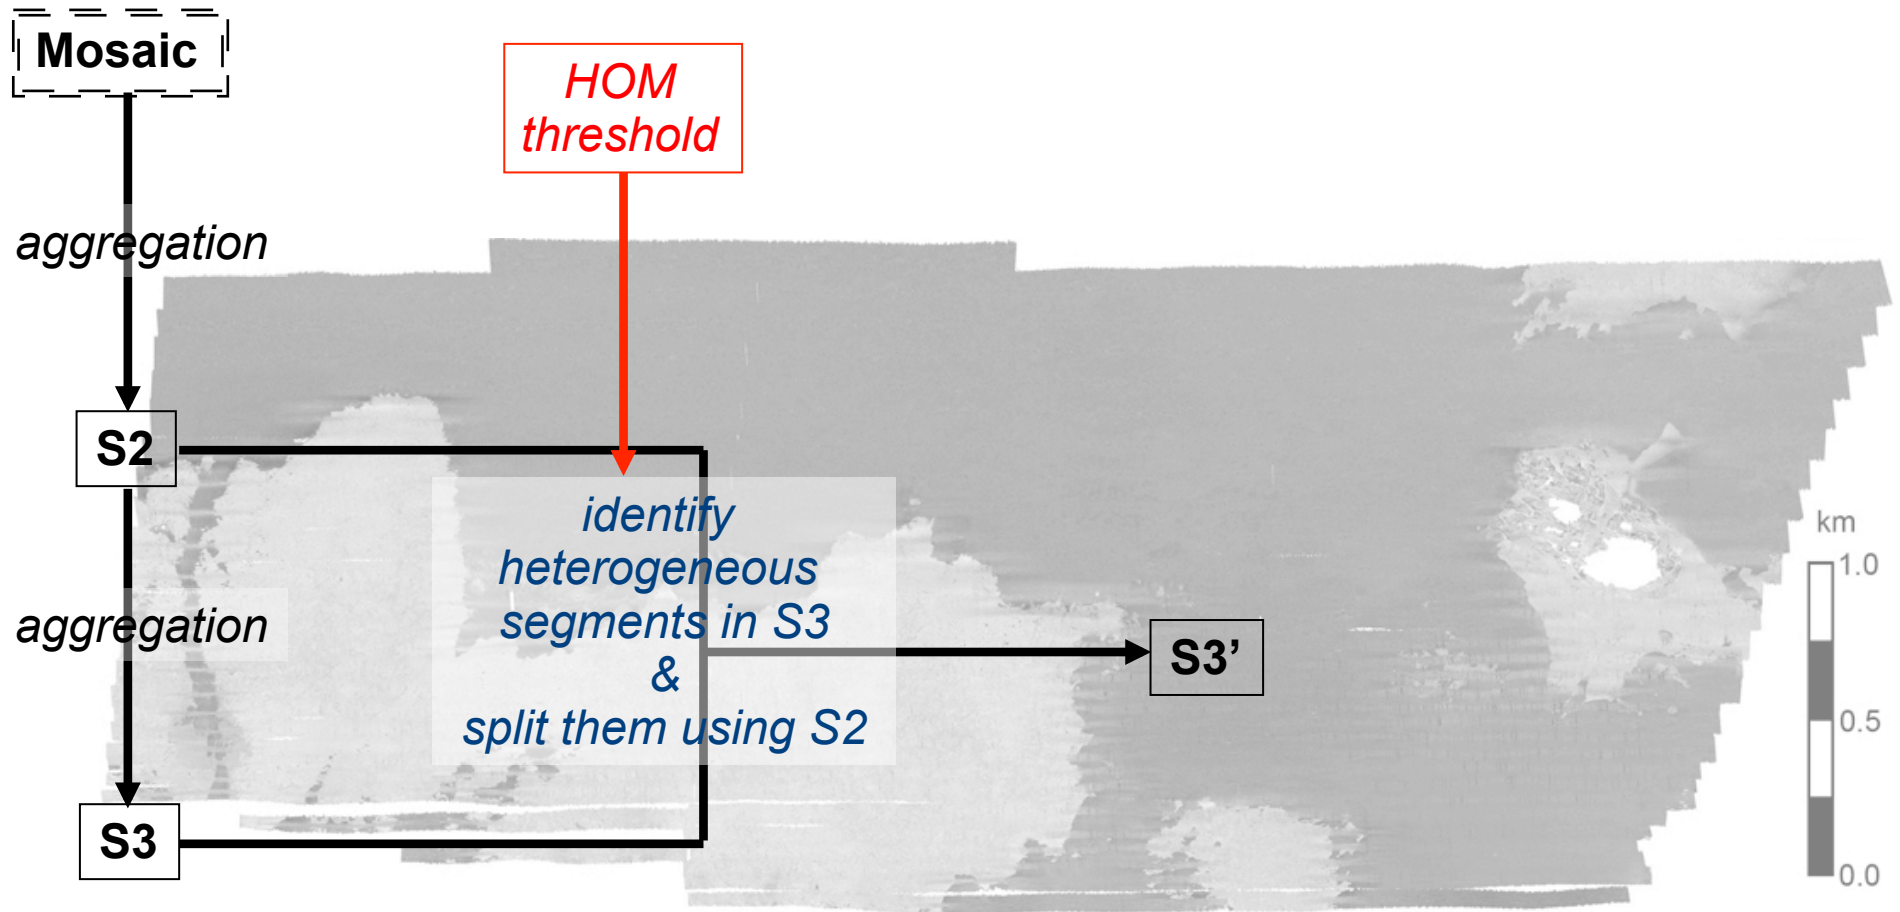 Mosaic
HOM
threshold
aggregation
S2
identify
heterogeneous
segments in S3
&
split them using S2
aggregation
S3’
S3
km
1.0
0.5
0.0